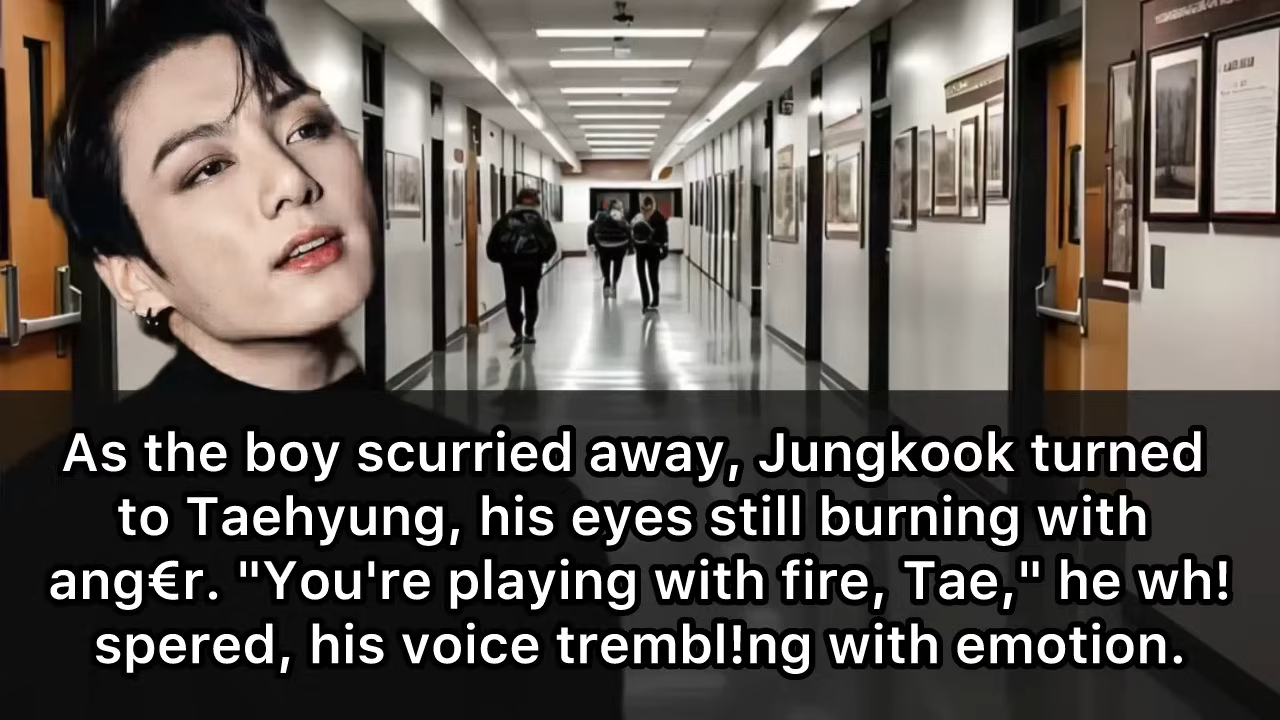 As the boy scurried away, Jungkook turned
to Taehyung, his eyes still burning with
ang€r. "You're playing with fire, Tae," he wh!
spered, his voice trembl!ng with emotion.